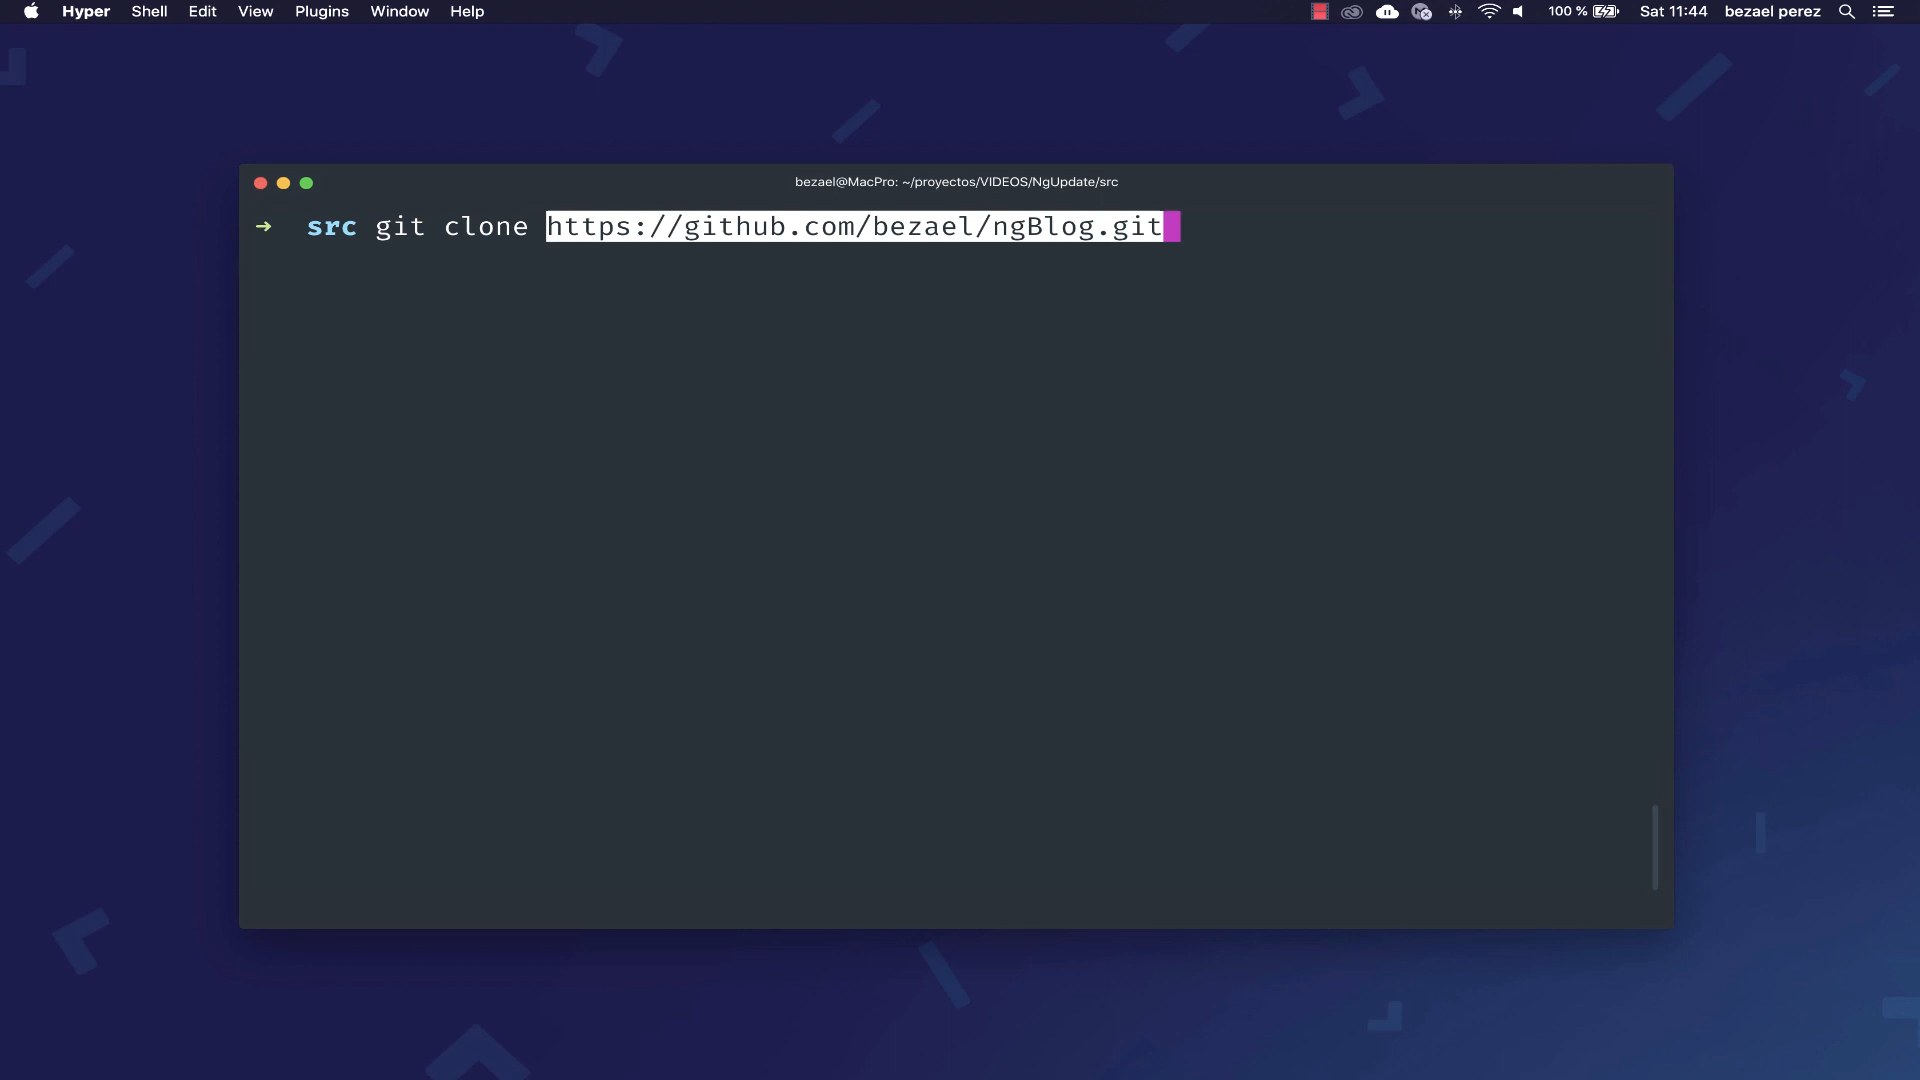 Hyper Shell Edit View Plugins Window Help 100 % Sat 11:44 bezael perez
bezael@MacPro: ~/proyectos/VIDEOS/NgUpdate/src
➜ src git clone https://github.com/bezael/ngBlog.git